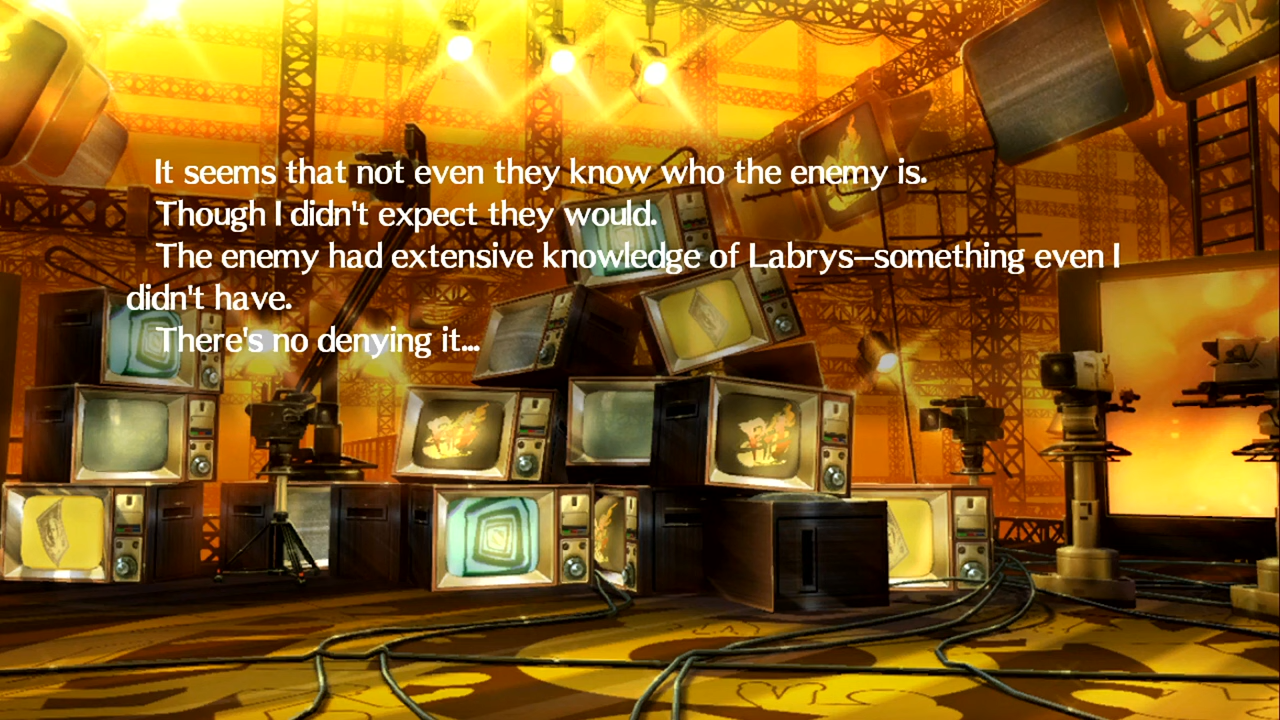 It seems that not even they know who the enemy is.
Though I didn't expect they would.
The enemy had extensive knowledge of Labrys—something even I
didn't have.
There's no denying it...